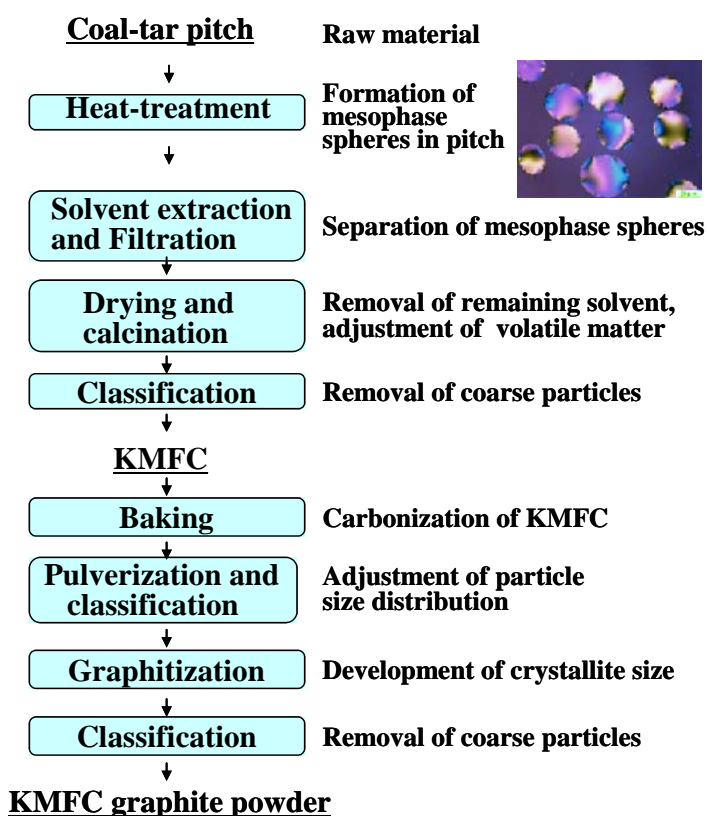 Coal-tar pitch
Raw material
Heat-treatment
Formation of
mesophase
spheres in pitch
Solvent extraction
and Filtration
Separation of mesophase spheres
Drying and
calcination
Removal of remaining solvent,
adjustment of volatile matter
Classification
Removal of coarse particles
KMFC
Baking
Carbonization of KMFC
Pulverization and
classification
Adjustment of particle
size distribution
Graphitization
Development of crystallite size
Classification
Removal of coarse particles
KMFC graphite powder